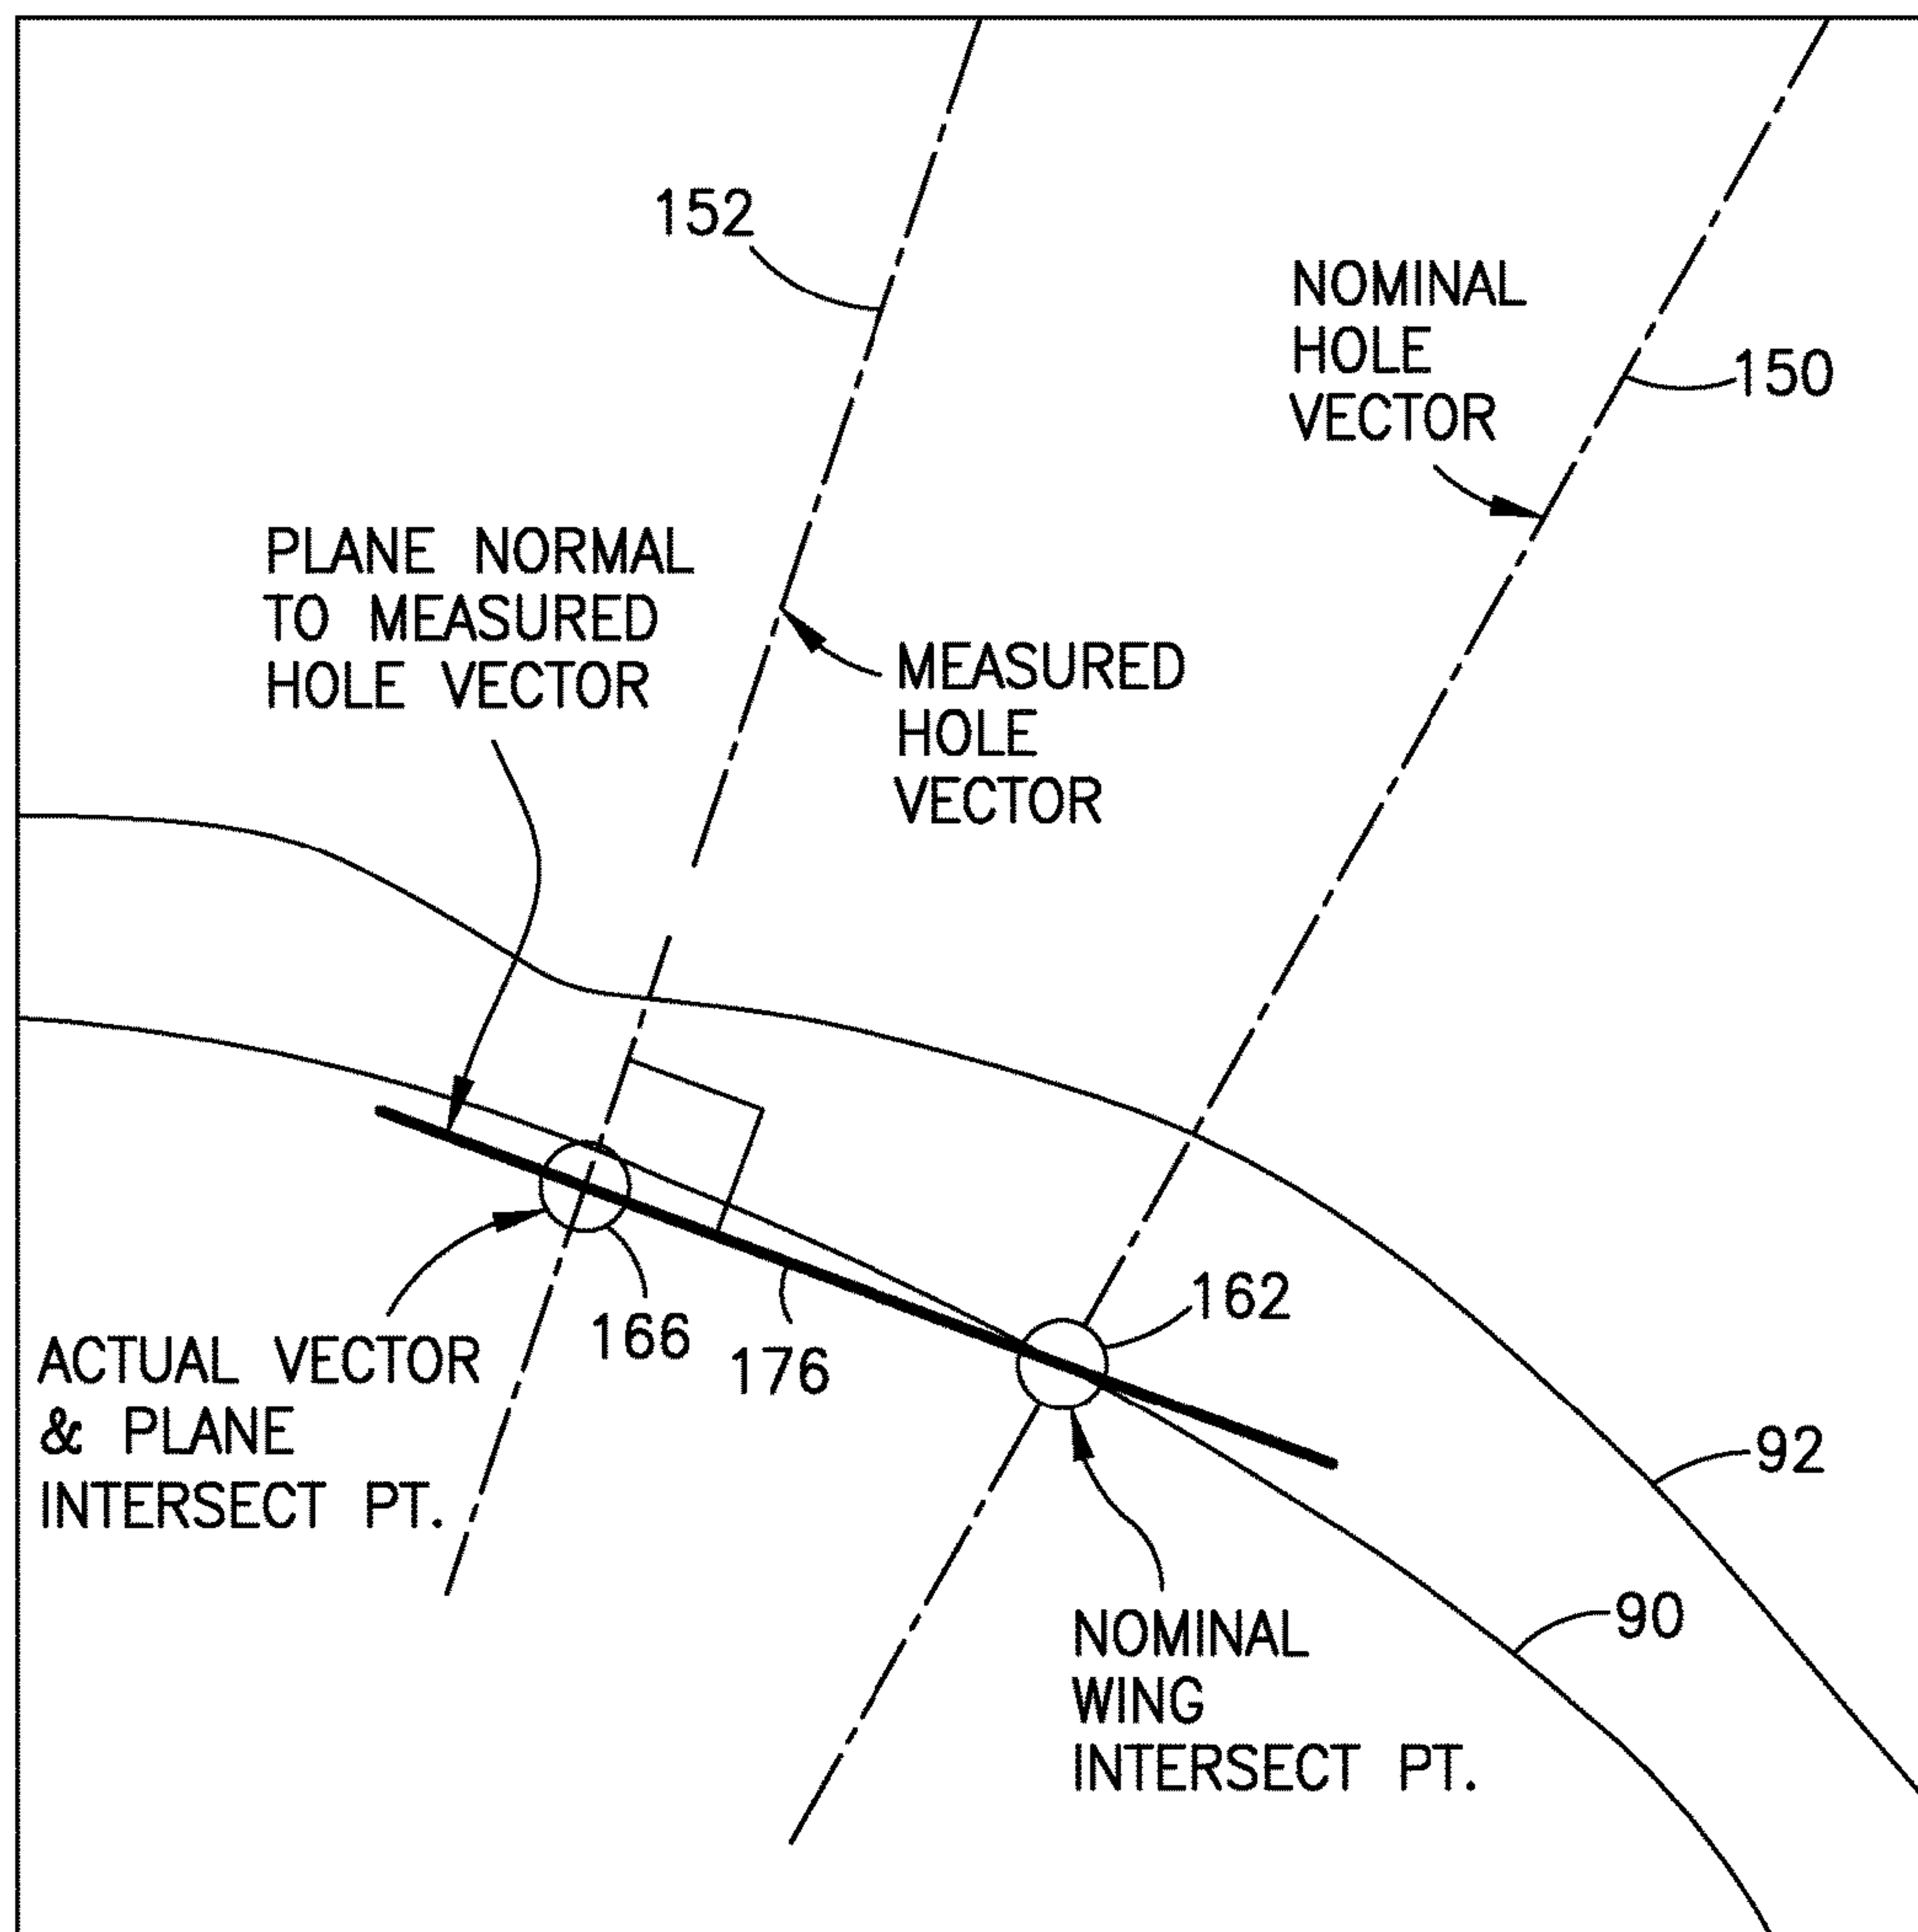 152
NOMINAL
HOLE
VECTOR
150
PLANE NORMAL
TO MEASURED
HOLE VECTOR
MEASURED
HOLE
VECTOR
162
166
176
ACTUAL VECTOR
& PLANE
INTERSECT PT.
92
90
NOMINAL
WING
INTERSECT PT.